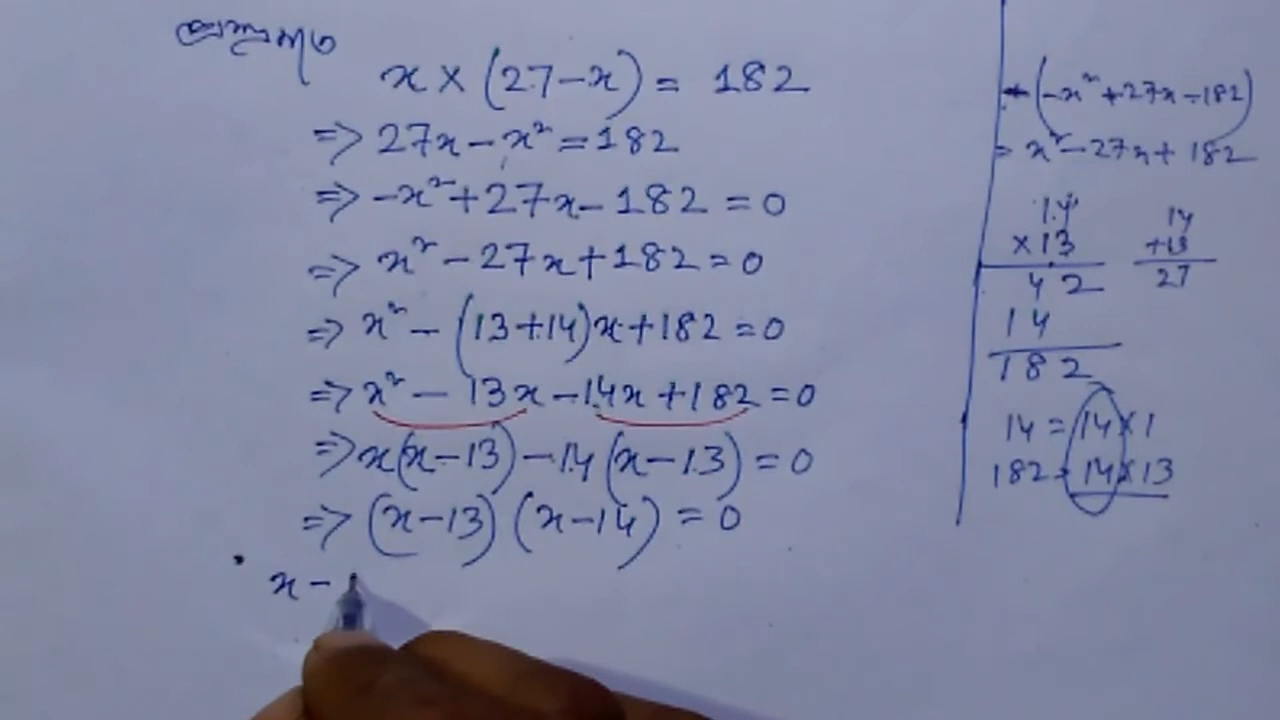 প্রশ্নমতে
x × (27-x) = 182
=> 27x - x² = 182
=> -x² + 27x - 182 = 0
=> x² - 27x + 182 = 0
=> x² - (13+14)x + 182 = 0
=> x² - 13x - 14x + 182 = 0
=> x(x-13) - 14(x-13) = 0
=> (x-13) (x-14) = 0
x -
(-x² + 27x - 182)
= x² - 27x + 182
14
×13
42
14
182
14
+13
27
14 = 14×1
182 = 14×13